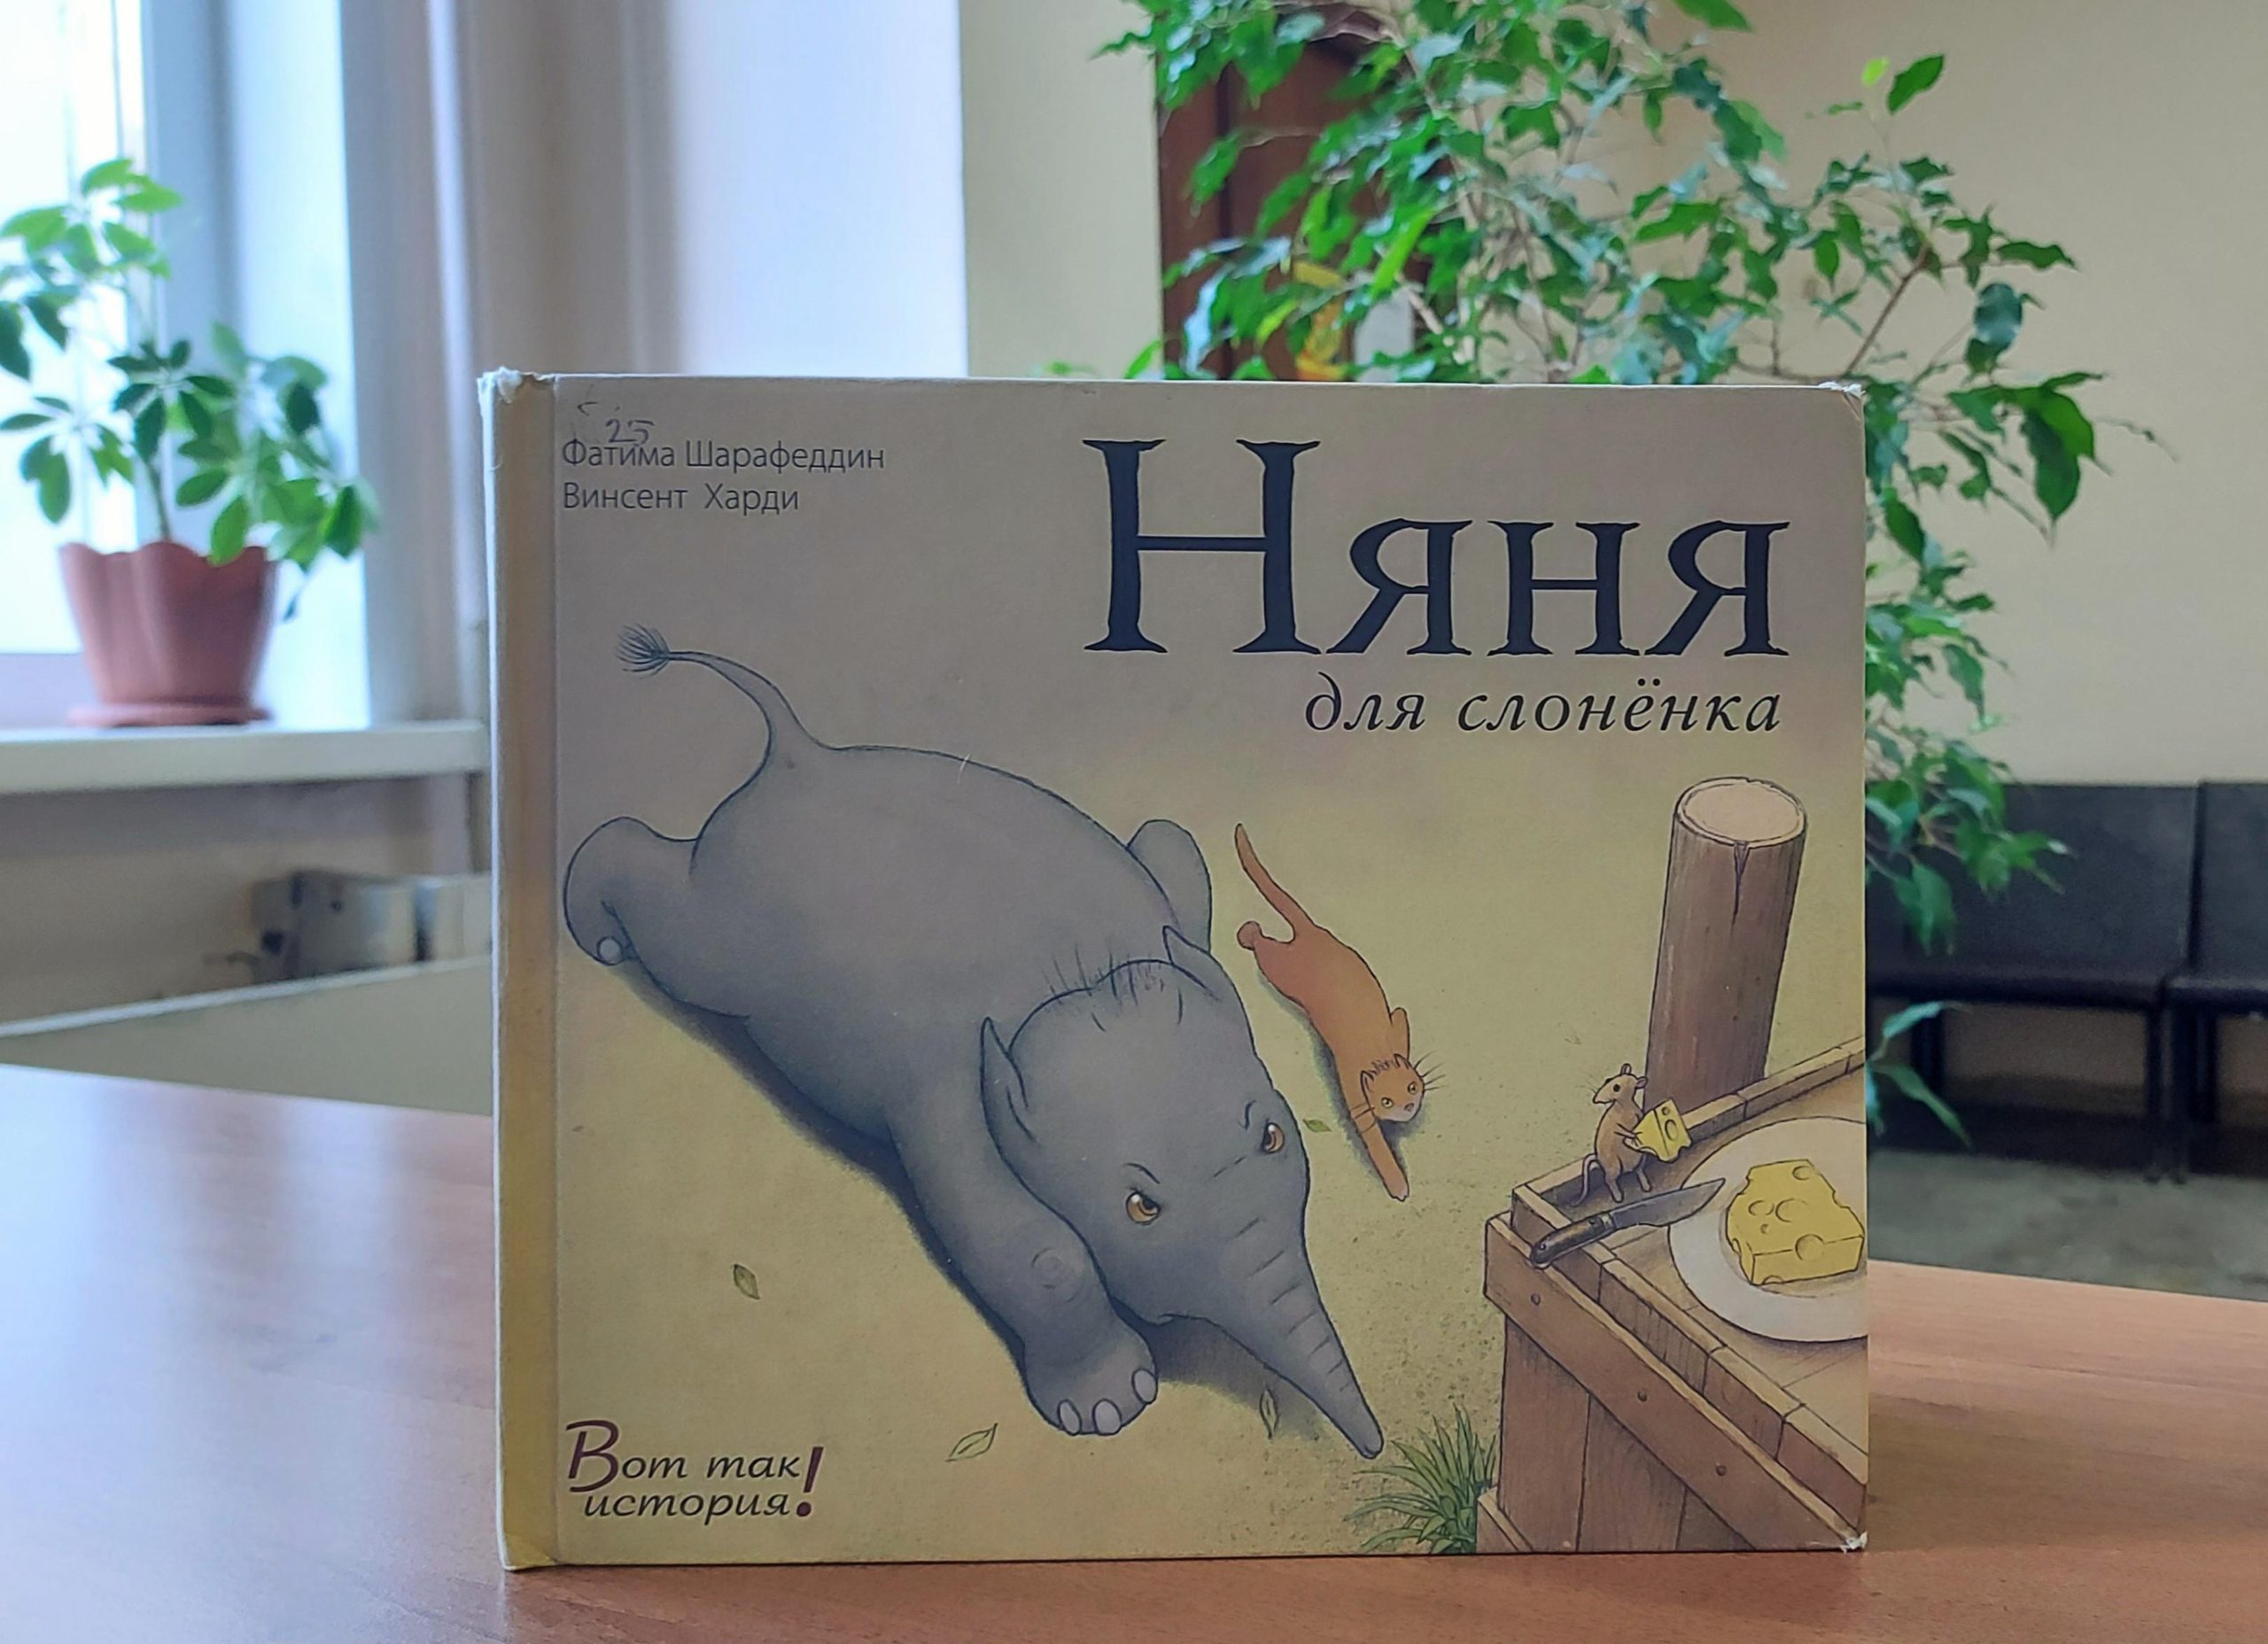 25
Фатима Шарафеддин
Винсент Харди
Няня
для слонёнка
Вот так
история!